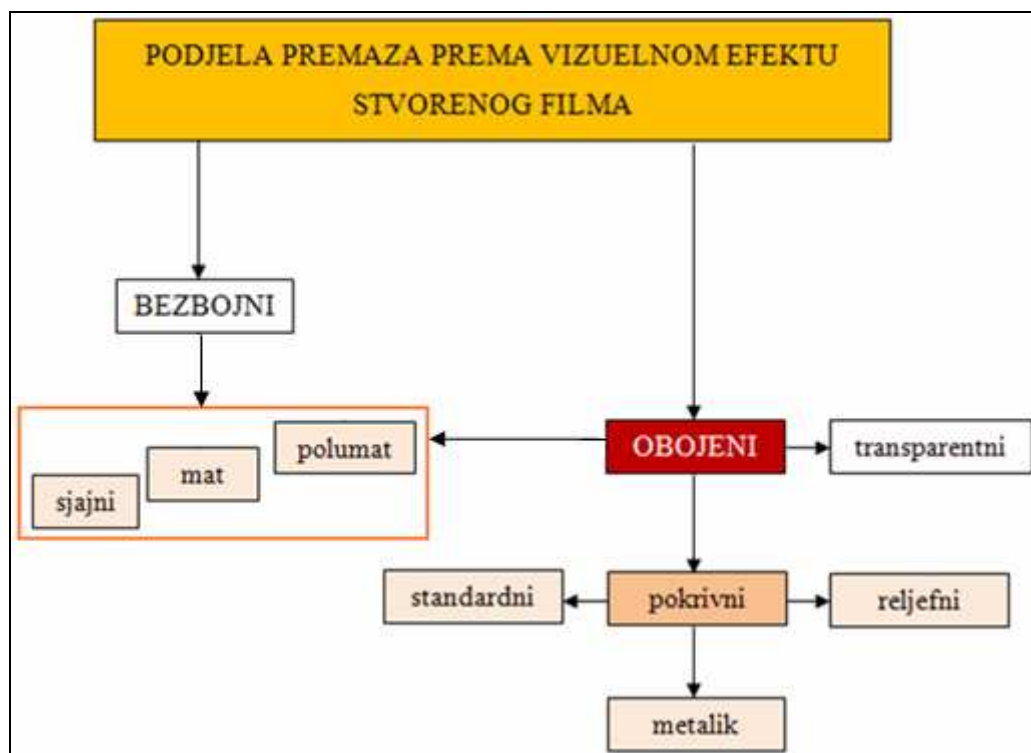 PODJELA PREMAZA PREMA VIZUELNOM EFEKTU
STVORENOG FILMA
BEZBOJNI
polumat
mat
sjajni
OBOJENI
transparentni
standardni
pokrivni
reljefni
metalik